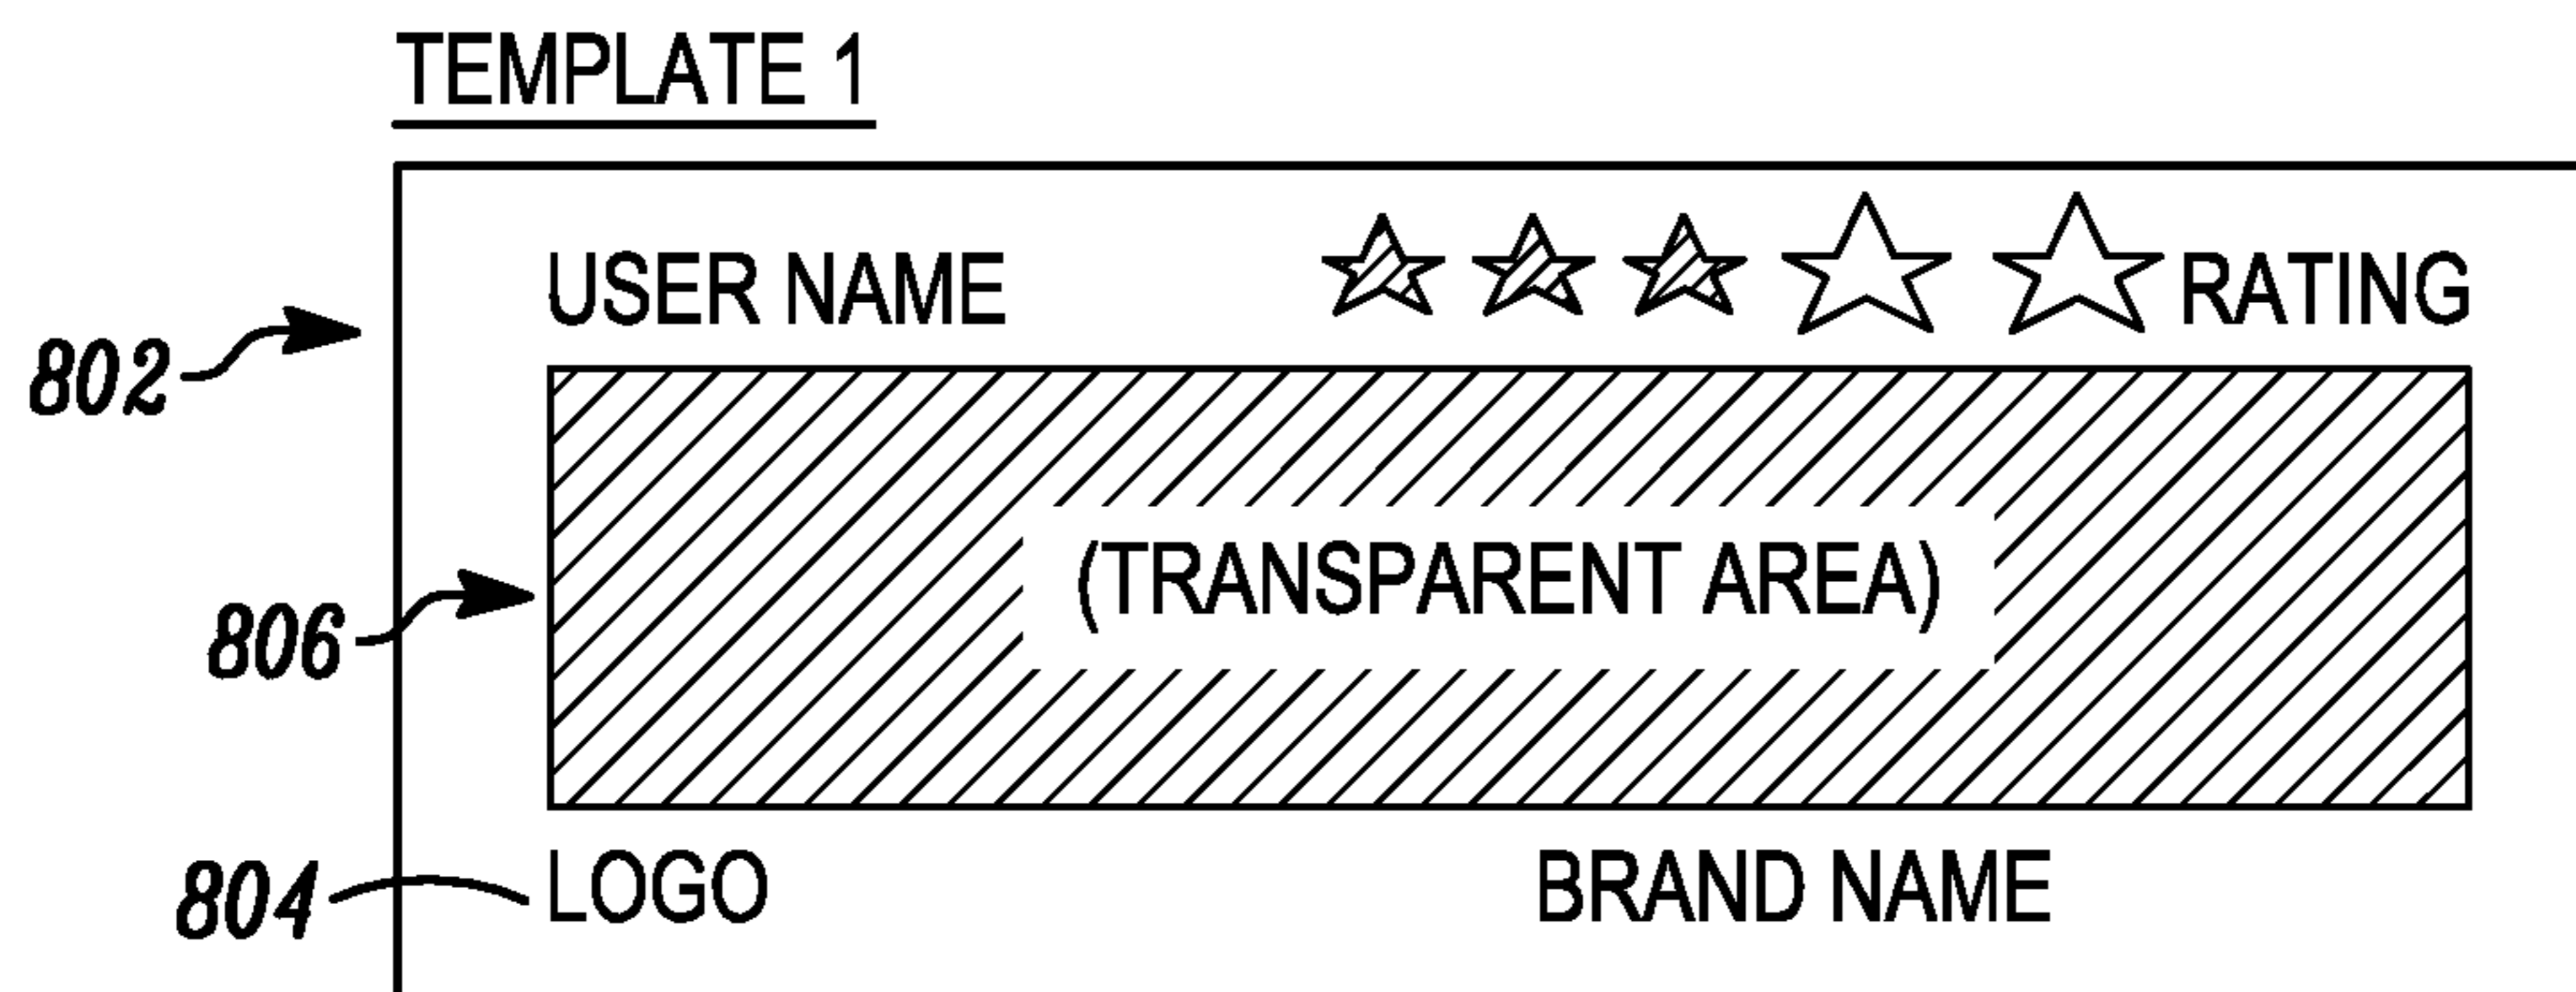 TEMPLATE 1
USER NAME RATING
802
(TRANSPARENT AREA)
806
804 LOGO BRAND NAME